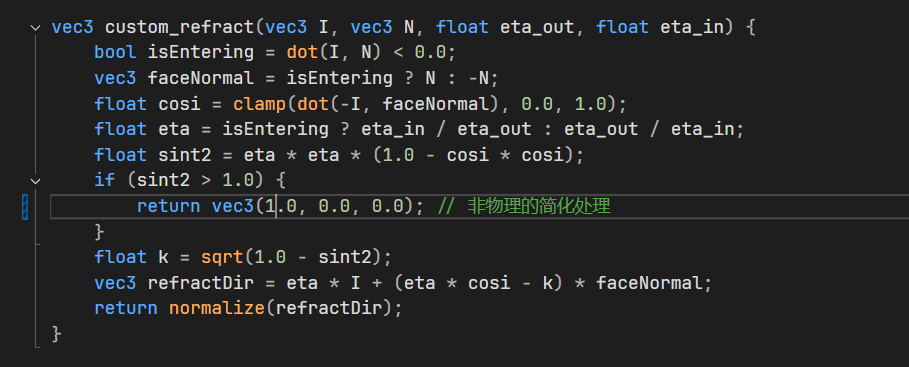 vec3 custom_refract(vec3 I, vec3 N, float eta_out, float eta_in) {
    bool isEntering = dot(I, N) < 0.0;
    vec3 faceNormal = isEntering ? N : -N;
    float cosi = clamp(dot(-I, faceNormal), 0.0, 1.0);
    float eta = isEntering ? eta_in / eta_out : eta_out / eta_in;
    float sint2 = eta * eta * (1.0 - cosi * cosi);
    if (sint2 > 1.0) {
        return vec3(1.0, 0.0, 0.0); // 非物理的简化处理
    }
    float k = sqrt(1.0 - sint2);
    vec3 refractDir = eta * I + (eta * cosi - k) * faceNormal;
    return normalize(refractDir);
}